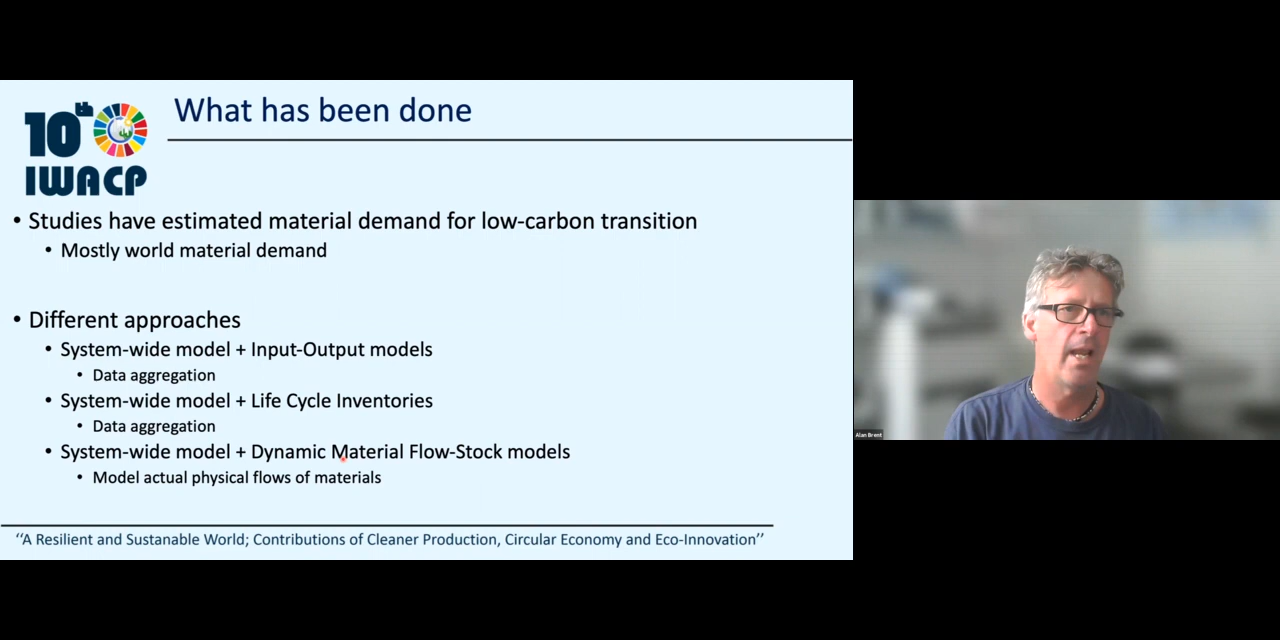 What has been done
10th
IWACP
• Studies have estimated material demand for low-carbon transition
• Mostly world material demand
• Different approaches
• System-wide model + Input-Output models
• Data aggregation
• System-wide model + Life Cycle Inventories
• Data aggregation
• System-wide model + Dynamic Material Flow-Stock models
• Model actual physical flows of materials
“A Resilient and Sustanable World; Contributions of Cleaner Production, Circular Economy and Eco-Innovation”
Alan Brent